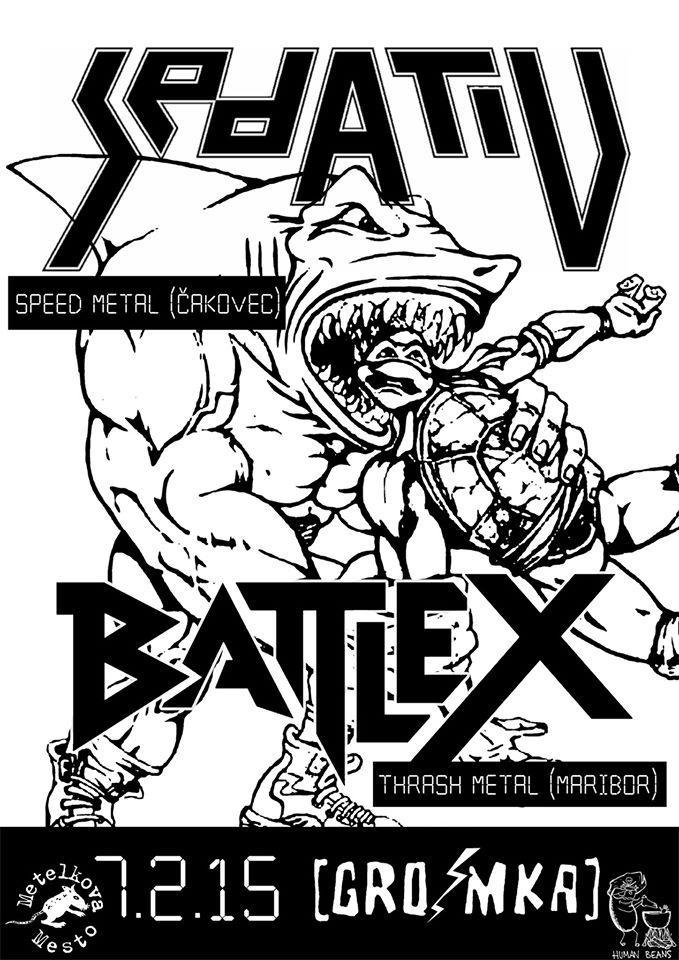 SEDATIV
SPEED METAL (ČAKOVEC)
BATTLEX
THRASH METAL (MARIBOR)
Metelkova
Mesto
7.2.15
[GROMKA]
HUMAN BEANS